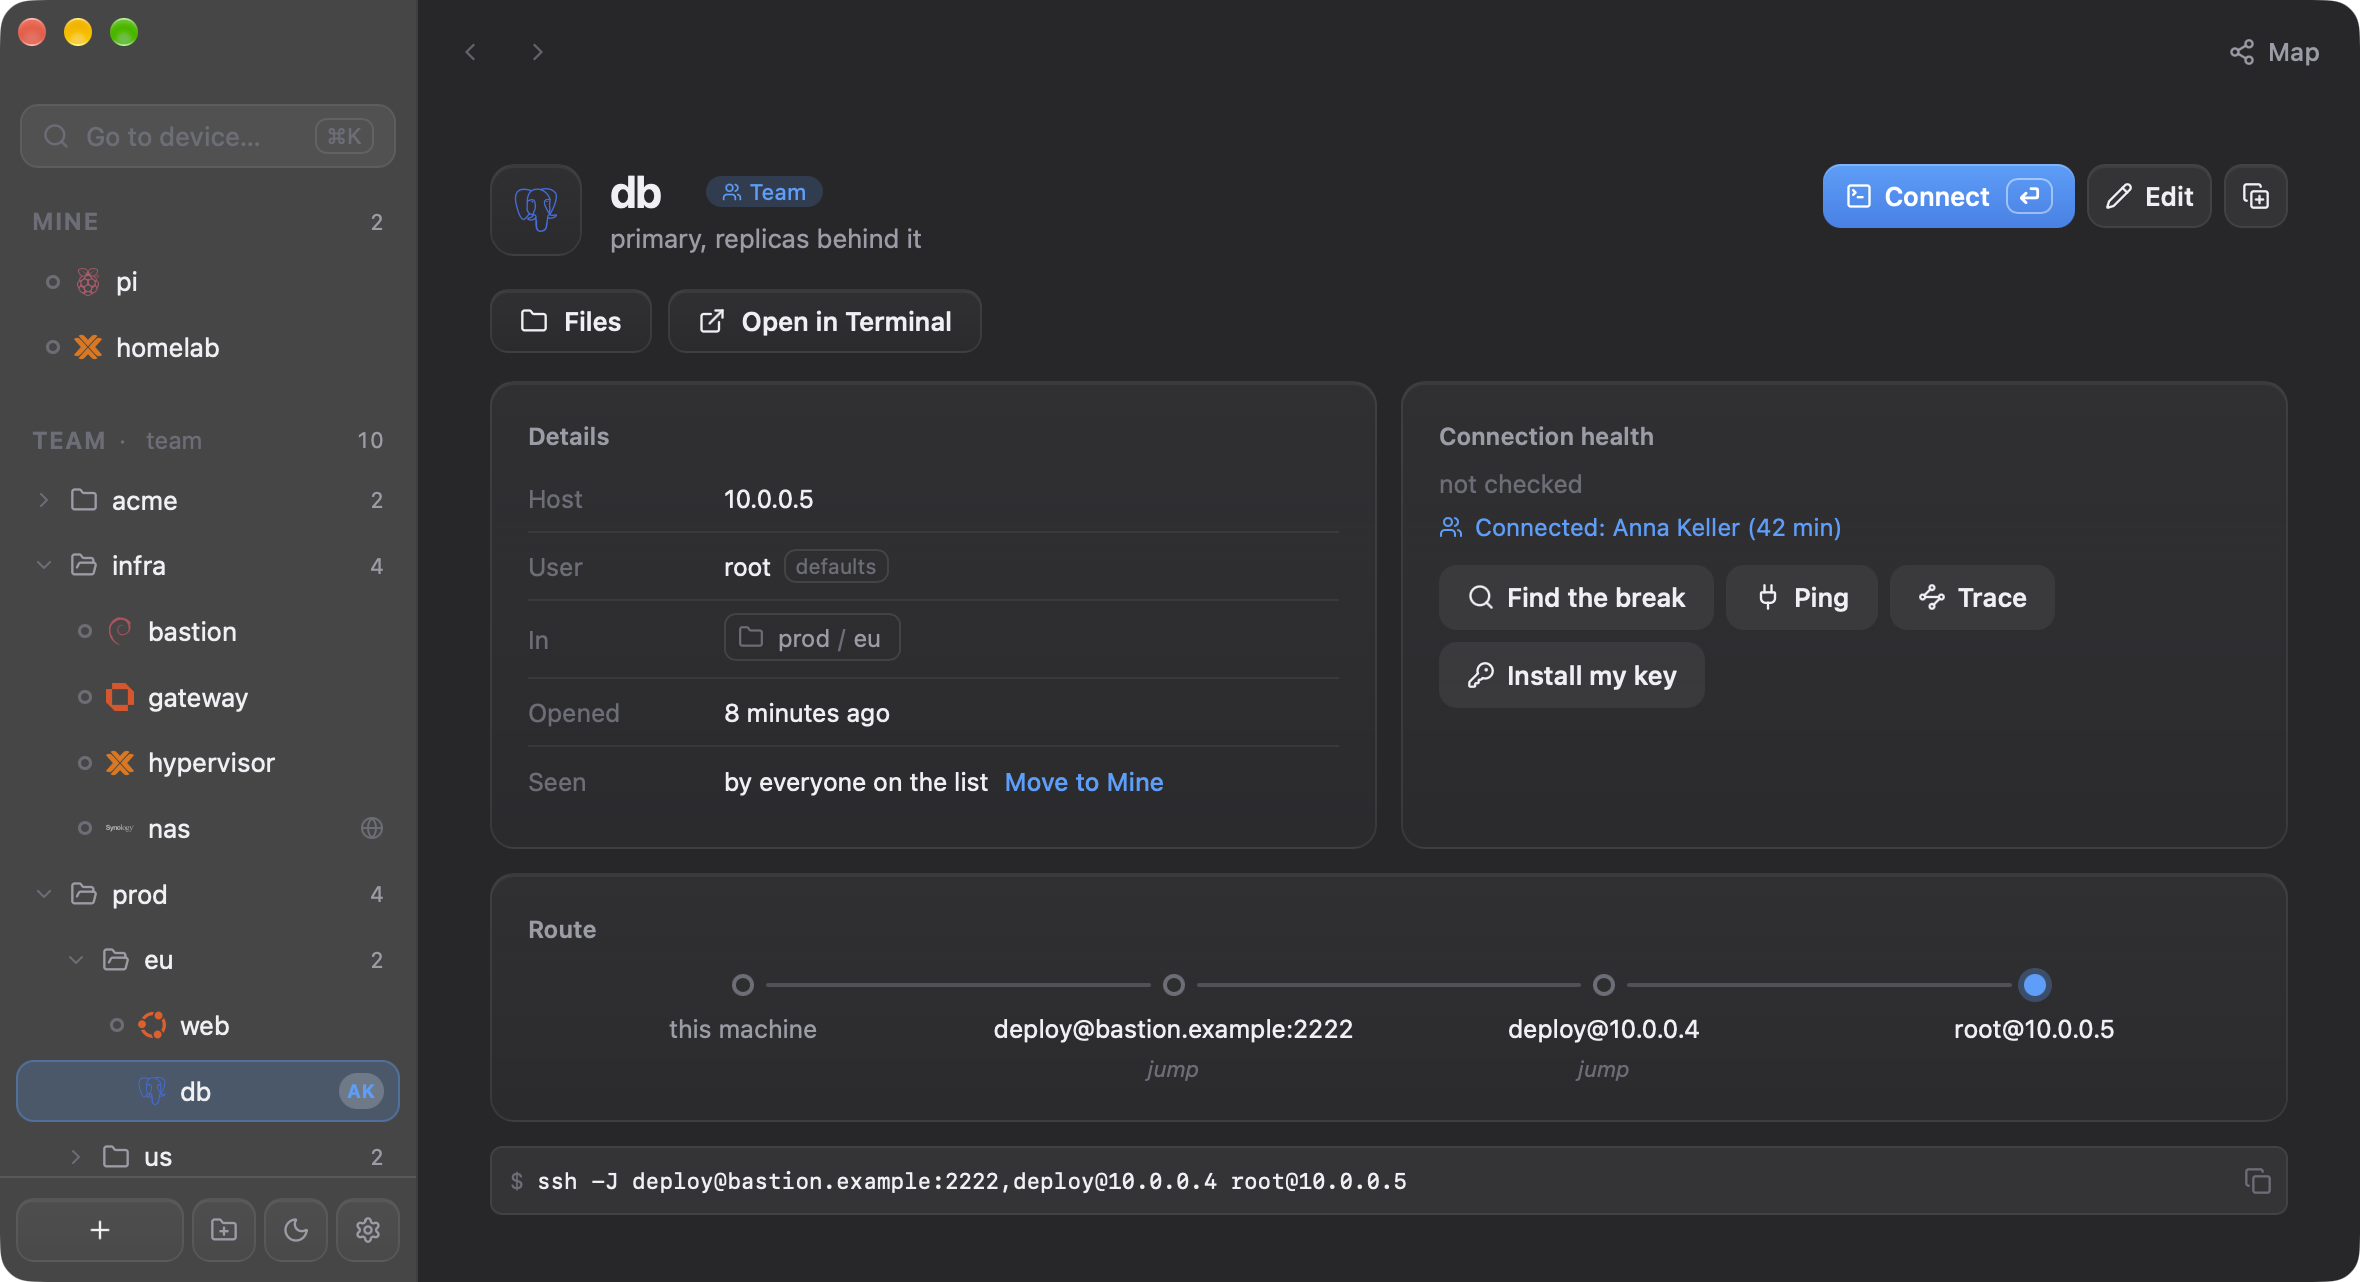 Go to device... ⌘K
MINE 2
pi
homelab
TEAM · team 10
acme 2
infra 4
bastion
gateway
hypervisor
Synology nas
prod 4
eu 2
web
db AK
us 2
Map
db Team
primary, replicas behind it
Connect Edit
Files Open in Terminal
Details
Host 10.0.0.5
User root defaults
In prod / eu
Opened 8 minutes ago
Seen by everyone on the list Move to Mine
Connection health
not checked
Connected: Anna Keller (42 min)
Find the break Ping Trace
Install my key
Route
this machine deploy@bastion.example:2222 deploy@10.0.0.4 root@10.0.0.5
jump jump
$ ssh -J deploy@bastion.example:2222,deploy@10.0.0.4 root@10.0.0.5